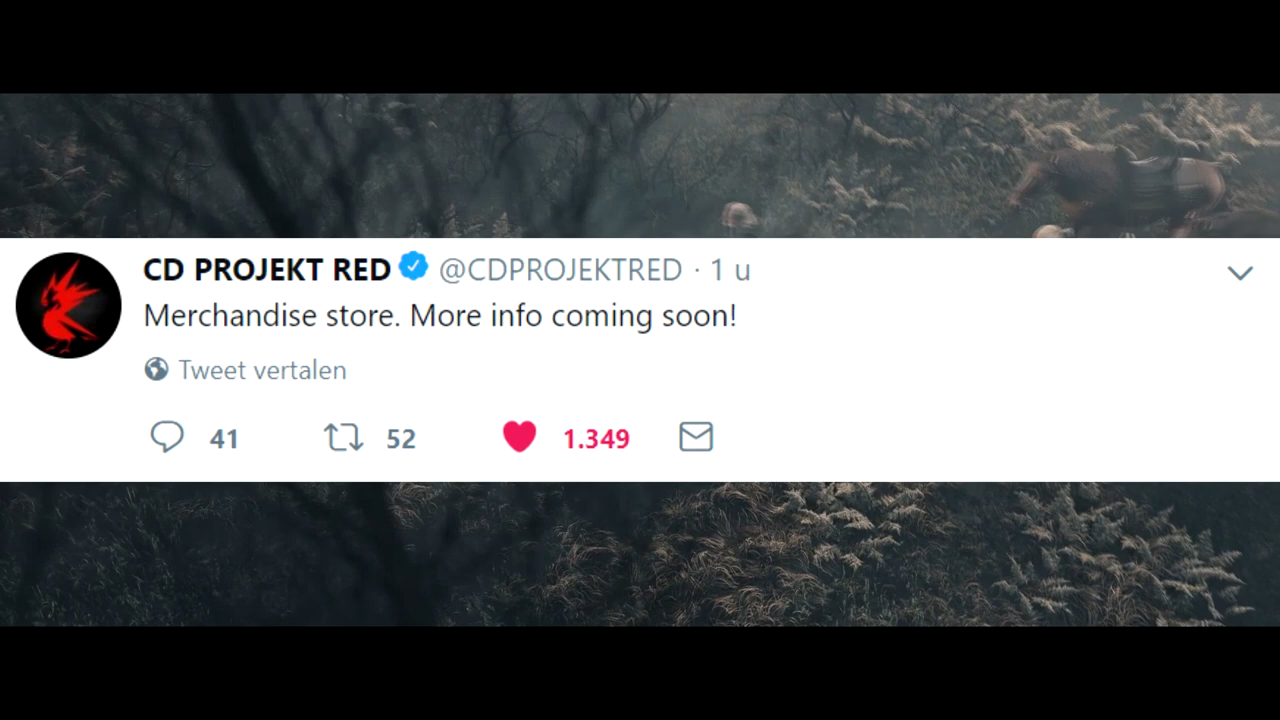 CD PROJEKT RED @CDPROJEKTRED · 1 u
Merchandise store. More info coming soon!
Tweet vertalen
41 52 1.349